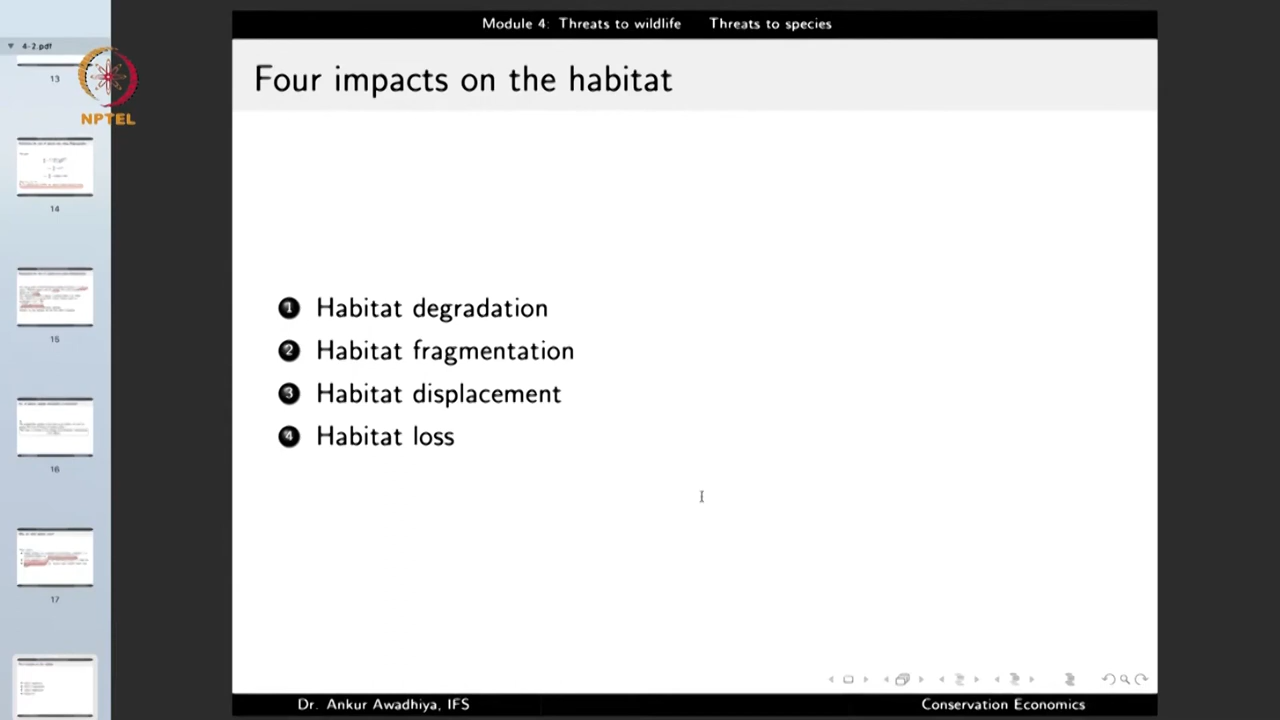 Module 4: Threats to wildlife Threats to species
4-2.pdf
13
NPTEL
Four impacts on the habitat
14
15
16
17
1 Habitat degradation
2 Habitat fragmentation
3 Habitat displacement
4 Habitat loss
Dr. Ankur Awadhiya, IFS Conservation Economics